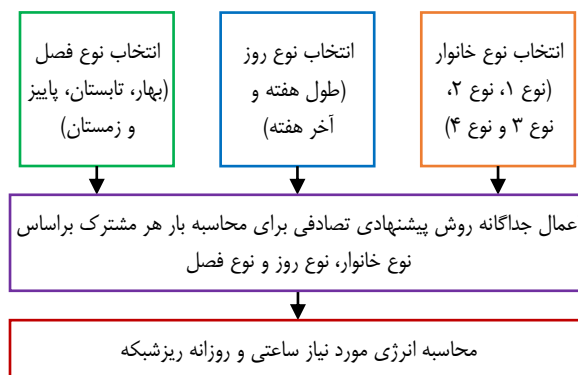 انتخاب نوع خانوار
(نوع ۱، نوع ۲،
نوع ۳ و نوع ۴)
انتخاب نوع روز
(طول هفته و
آخر هفته)
انتخاب نوع فصل
(بهار، تابستان، پاییز
و زمستان)
عمال جداگانه روش پیشنهادی تصادفی برای محاسبه بار هر مشترک براساس
نوع خانوار، نوع روز و نوع فصل
محاسبه انرژی مورد نیاز ساعتی و روزانه ریزشبکه